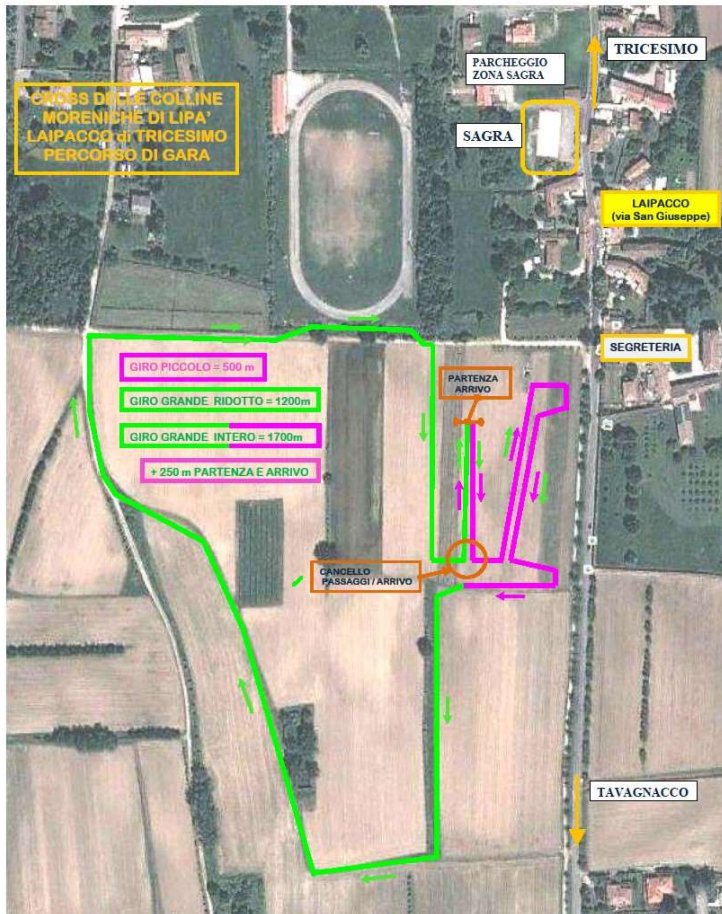 CROSS DELLE COLLINE
MORENICHE DI LIPA'
LAIPACCO di TRICESIMO
PERCORSO DI GARA
TRICESIMO
PARCHEGGIO
ZONA SAGRA
SAGRA
LAIPACCO
(via San Giuseppe)
SEGRETERIA
GIRO PICCOLO = 500 m
PARTENZA
ARRIVO
GIRO GRANDE RIDOTTO = 1200m
GIRO GRANDE INTERO = 1700m
+ 250 m PARTENZA E ARRIVO
CANCELLO
PASSAGGI / ARRIVO
TAVAGNACCO